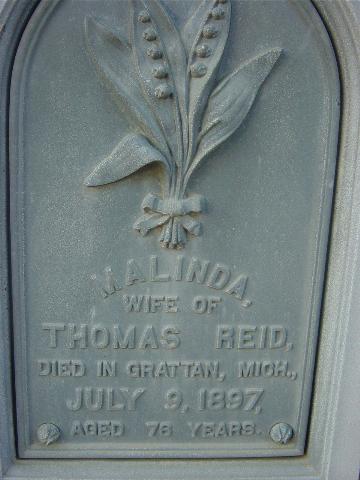 MALINDA,
WIFE OF
THOMAS REID,
DIED IN GRATTAN, MICH.,
JULY 9, 1897,
AGED 76 YEARS.